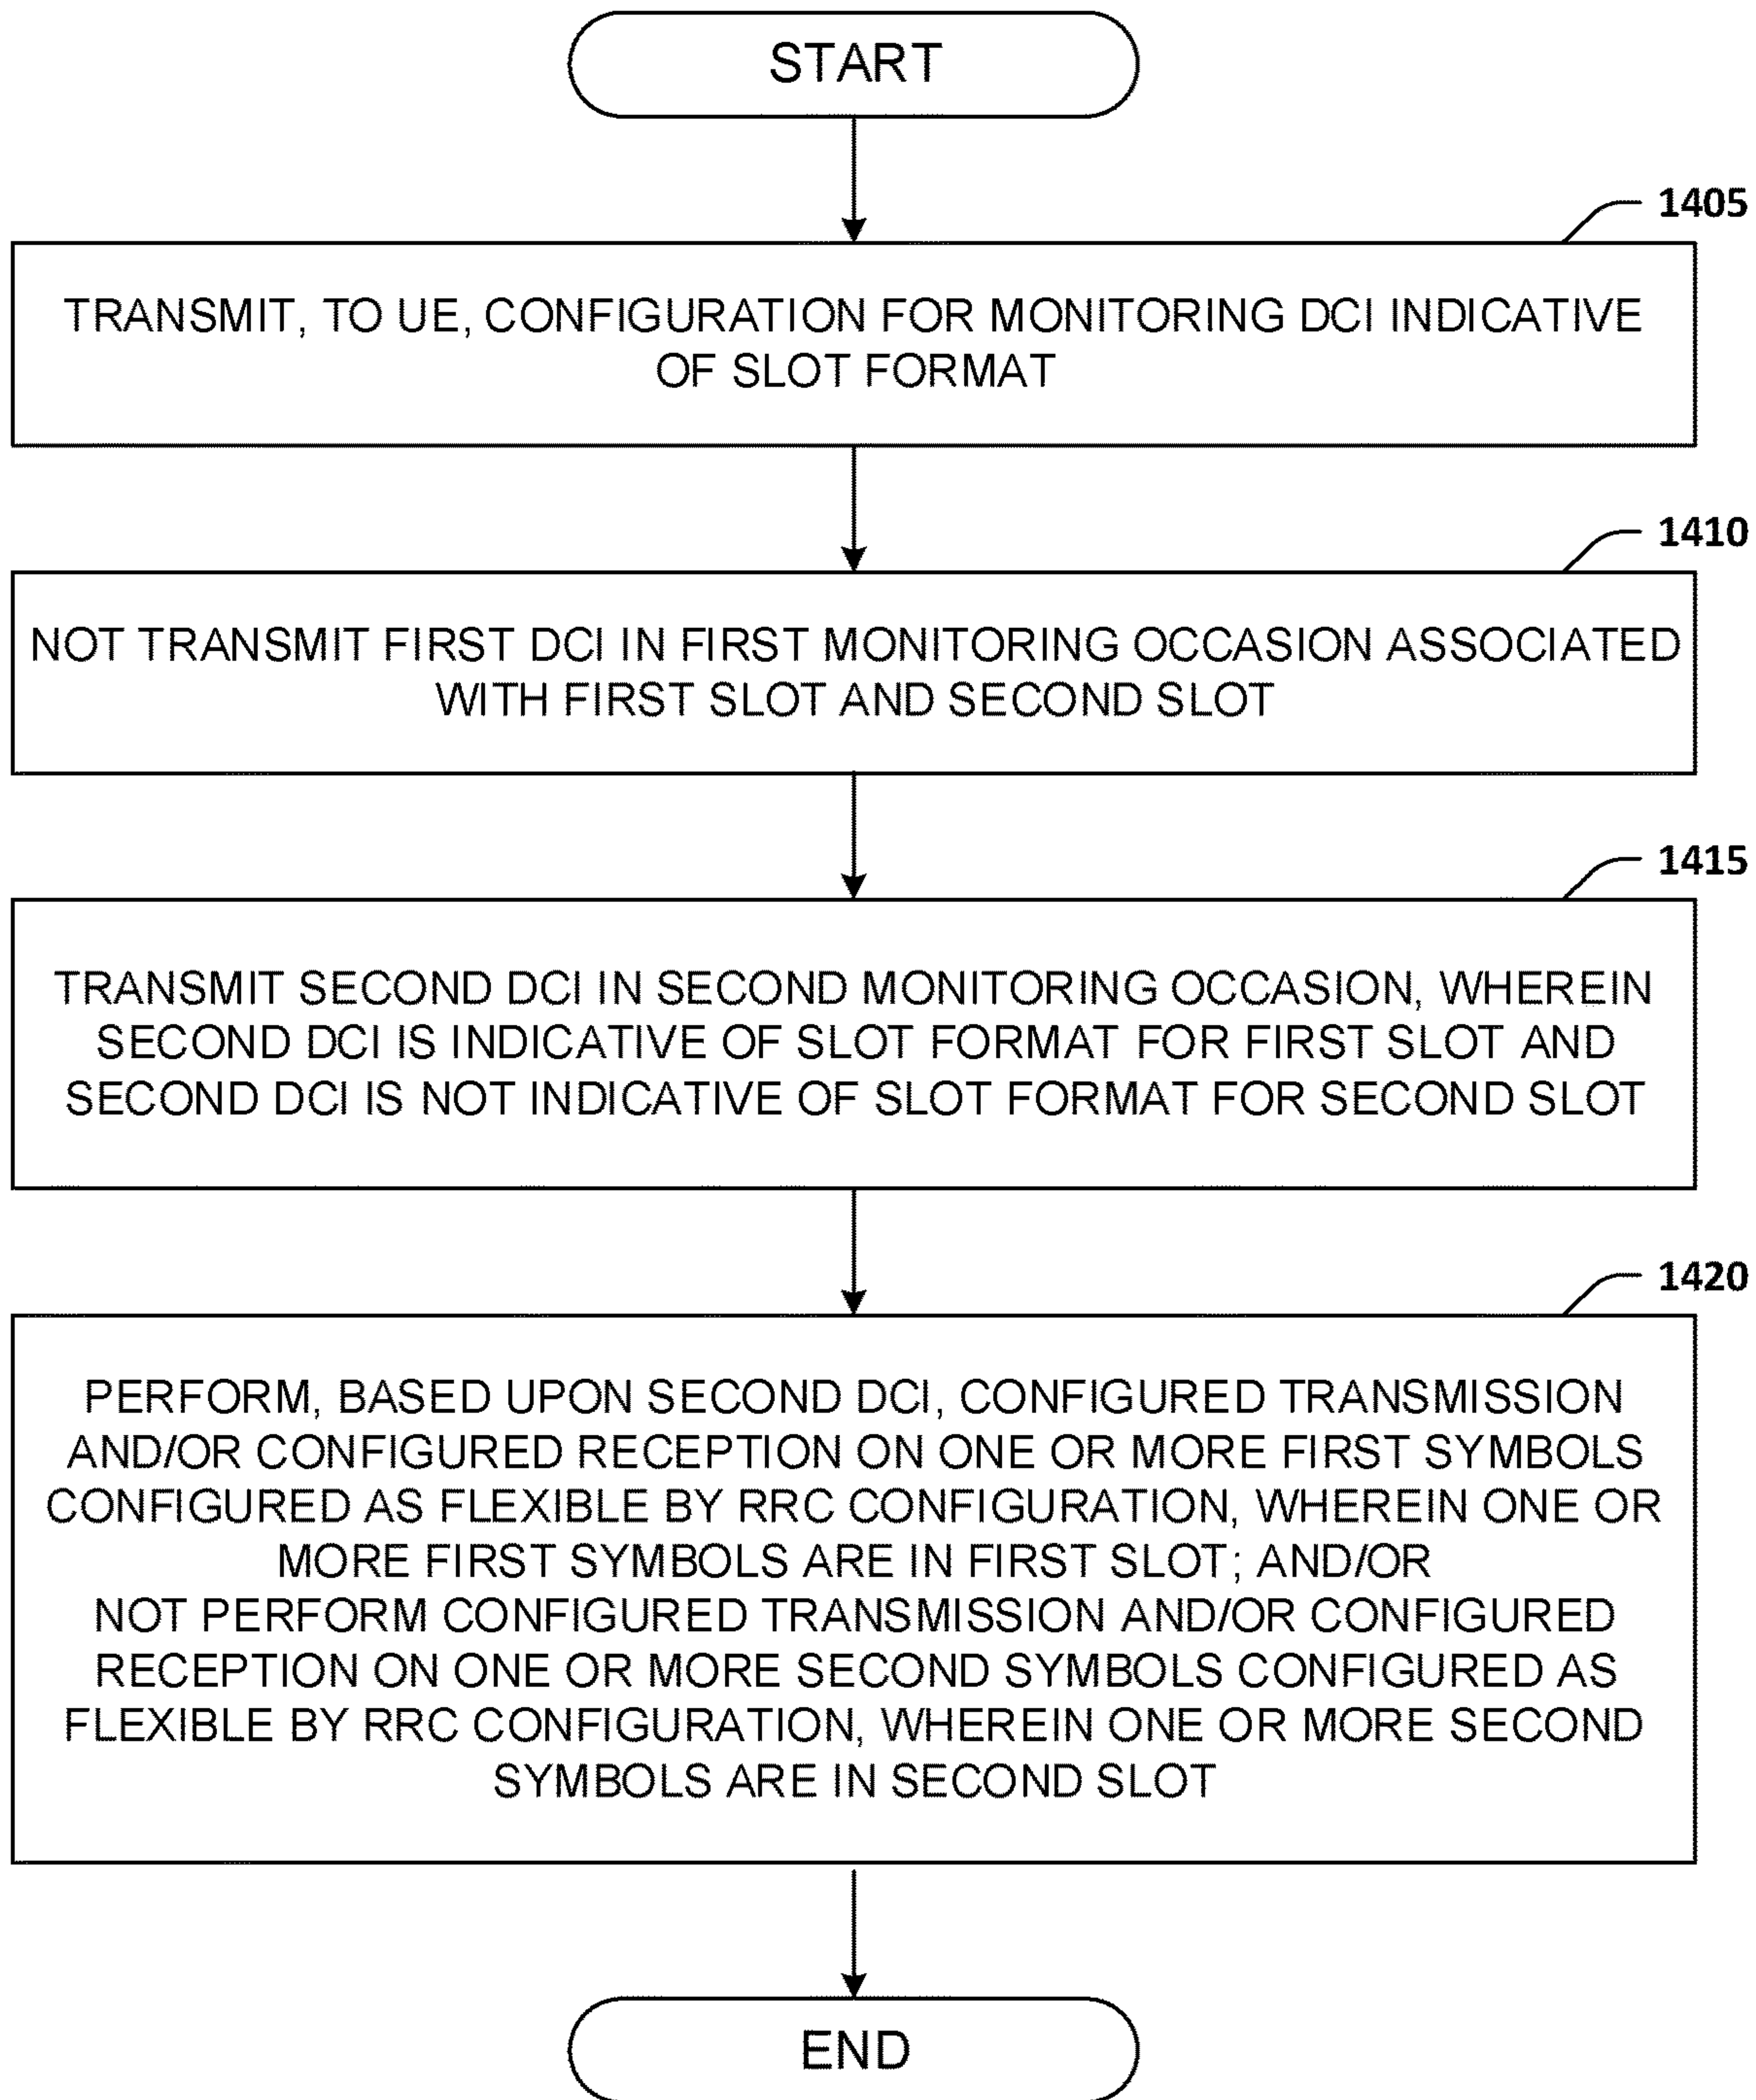 START
1405
TRANSMIT, TO UE, CONFIGURATION FOR MONITORING DCI INDICATIVE
OF SLOT FORMAT
1410
NOT TRANSMIT FIRST DCI IN FIRST MONITORING OCCASION ASSOCIATED
WITH FIRST SLOT AND SECOND SLOT
1415
TRANSMIT SECOND DCI IN SECOND MONITORING OCCASION, WHEREIN
SECOND DCI IS INDICATIVE OF SLOT FORMAT FOR FIRST SLOT AND
SECOND DCI IS NOT INDICATIVE OF SLOT FORMAT FOR SECOND SLOT
1420
PERFORM, BASED UPON SECOND DCI, CONFIGURED TRANSMISSION
AND/OR CONFIGURED RECEPTION ON ONE OR MORE FIRST SYMBOLS
CONFIGURED AS FLEXIBLE BY RRC CONFIGURATION, WHEREIN ONE OR
MORE FIRST SYMBOLS ARE IN FIRST SLOT; AND/OR
NOT PERFORM CONFIGURED TRANSMISSION AND/OR CONFIGURED
RECEPTION ON ONE OR MORE SECOND SYMBOLS CONFIGURED AS
FLEXIBLE BY RRC CONFIGURATION, WHEREIN ONE OR MORE SECOND
SYMBOLS ARE IN SECOND SLOT
END